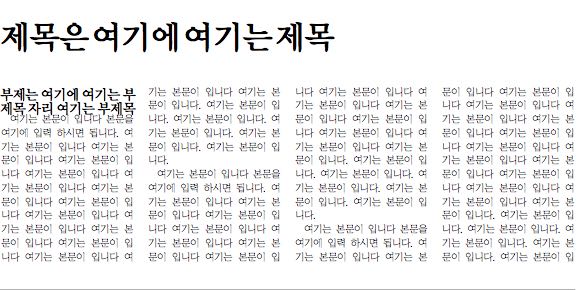 제목은 여기에 여기는 제목
부제는 여기에 여기는 부
제목 자리 여기는 부제목
여기는 본문이 입니다 본문을
여기에 입력 하시면 됩니다. 여
기는 본문이 입니다 여기는 본
문이 입니다 여기는 본문이 입
니다 여기는 본문이 입니다 여
기는 본문이 입니다 여기는 본
문이 입니다 여기는 본문이 입
니다 여기는 본문이 입니다 여
기는 본문이 입니다 여기는 본
문이 입니다 여기는 본문이 입
니다 여기는 본문이 입니다 여
기는 본문이 입니다 여기는 본
문이 입니다. 여기는 본문이 입
니다. 여기는 본문이 입니다. 여
기는 본문이 입니다. 여기는 본
문이 입니다. 여기는 본문이 입
니다.
여기는 본문이 입니다 본문을
여기에 입력 하시면 됩니다. 여
기는 본문이 입니다 여기는 본
문이 입니다 여기는 본문이 입
니다 여기는 본문이 입니다 여
기는 본문이 입니다 여기는 본
문이 입니다 여기는 본문이 입
니다 여기는 본문이 입니다 여
기는 본문이 입니다. 여기는 본
문이 입니다. 여기는 본문이 입
니다. 여기는 본문이 입니다. 여
기는 본문이 입니다. 여기는 본
문이 입니다. 여기는 본문이 입
니다. 여기는 본문이 입니다. 여
기는 본문이 입니다. 여기는 본
문이 입니다. 여기는 본문이 입
니다.
여기는 본문이 입니다 본문을
여기에 입력 하시면 됩니다. 여
기는 본문이 입니다 여기는 본
문이 입니다 여기는 본문이 입
니다 여기는 본문이 입니다 여
기는 본문이 입니다 여기는 본
문이 입니다 여기는 본문이 입
니다 여기는 본문이 입니다 여
기는 본문이 입니다 여기는 본
문이 입니다 여기는 본문이 입
니다 여기는 본문이 입니다 여
기는 본문이 입니다 여기는 본
문이 입니다 여기는 본문이 입
니다 여기는 본문이 입니다 여
기는 본문이 입니다 여기는 본
문이 입니다 여기는 본문이 입